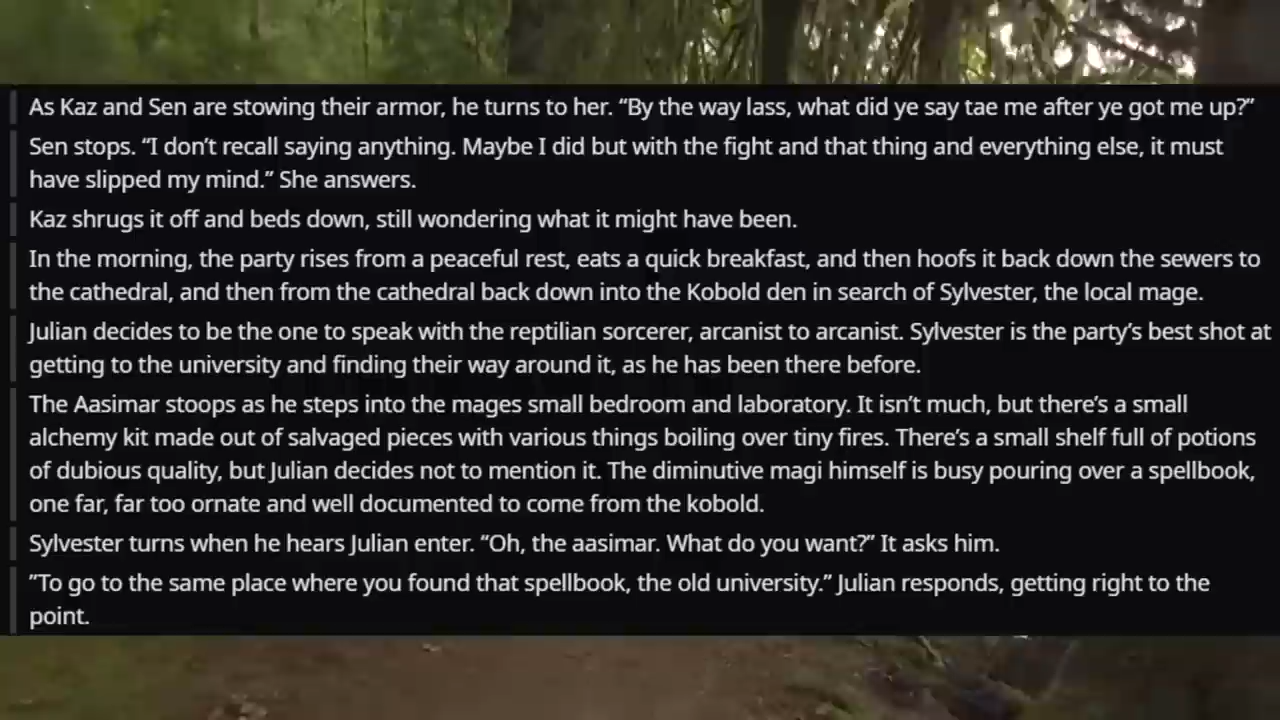 As Kaz and Sen are stowing their armor, he turns to her. “By the way lass, what did ye say tae me after ye got me up?”
Sen stops. “I don’t recall saying anything. Maybe I did but with the fight and that thing and everything else, it must
have slipped my mind.” She answers.
Kaz shrugs it off and beds down, still wondering what it might have been.
In the morning, the party rises from a peaceful rest, eats a quick breakfast, and then hoofs it back down the sewers to
the cathedral, and then from the cathedral back down into the Kobold den in search of Sylvester, the local mage.
Julian decides to be the one to speak with the reptilian sorcerer, arcanist to arcanist. Sylvester is the party’s best shot at
getting to the university and finding their way around it, as he has been there before.
The Aasimar stoops as he steps into the mages small bedroom and laboratory. It isn’t much, but there’s a small
alchemy kit made out of salvaged pieces with various things boiling over tiny fires. There’s a small shelf full of potions
of dubious quality, but Julian decides not to mention it. The diminutive magi himself is busy pouring over a spellbook,
one far, far too ornate and well documented to come from the kobold.
Sylvester turns when he hears Julian enter. “Oh, the aasimar. What do you want?” It asks him.
”To go to the same place where you found that spellbook, the old university.” Julian responds, getting right to the
point.